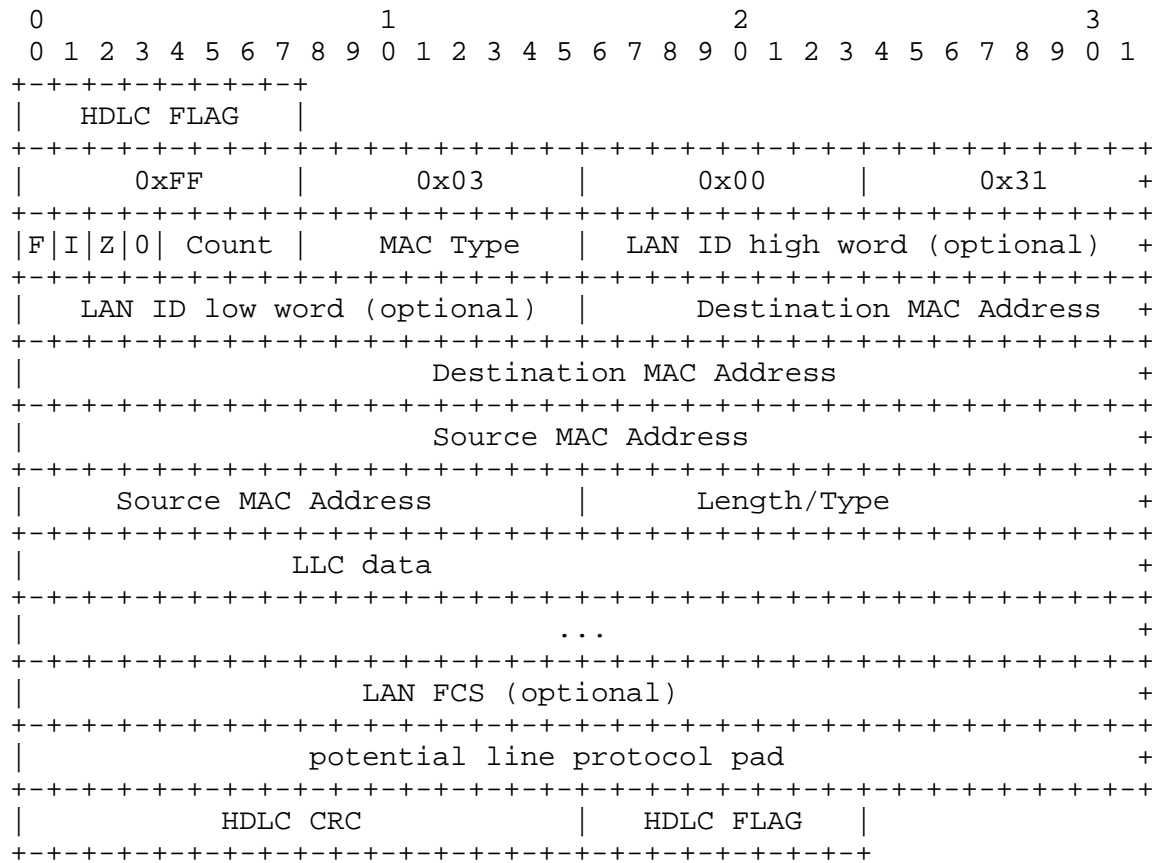 0                   1                   2                   3
 0 1 2 3 4 5 6 7 8 9 0 1 2 3 4 5 6 7 8 9 0 1 2 3 4 5 6 7 8 9 0 1
+-+-+-+-+-+-+-+-+
|   HDLC FLAG   |
+-+-+-+-+-+-+-+-+-+-+-+-+-+-+-+-+-+-+-+-+-+-+-+-+-+-+-+-+-+-+-+-+
|      0xFF     |      0x03     |      0x00     |      0x31     +
+-+-+-+-+-+-+-+-+-+-+-+-+-+-+-+-+-+-+-+-+-+-+-+-+-+-+-+-+-+-+-+-+
|F|I|Z|0| Count |    MAC Type   |  LAN ID high word (optional)  +
+-+-+-+-+-+-+-+-+-+-+-+-+-+-+-+-+-+-+-+-+-+-+-+-+-+-+-+-+-+-+-+-+
|   LAN ID low word (optional)  |      Destination MAC Address  +
+-+-+-+-+-+-+-+-+-+-+-+-+-+-+-+-+-+-+-+-+-+-+-+-+-+-+-+-+-+-+-+-+
|                       Destination MAC Address                 +
+-+-+-+-+-+-+-+-+-+-+-+-+-+-+-+-+-+-+-+-+-+-+-+-+-+-+-+-+-+-+-+-+
|                       Source MAC Address                      +
+-+-+-+-+-+-+-+-+-+-+-+-+-+-+-+-+-+-+-+-+-+-+-+-+-+-+-+-+-+-+-+-+
|     Source MAC Address        |      Length/Type              +
+-+-+-+-+-+-+-+-+-+-+-+-+-+-+-+-+-+-+-+-+-+-+-+-+-+-+-+-+-+-+-+-+
|               LLC data                                        +
+-+-+-+-+-+-+-+-+-+-+-+-+-+-+-+-+-+-+-+-+-+-+-+-+-+-+-+-+-+-+-+-+
|                              ...                              +
+-+-+-+-+-+-+-+-+-+-+-+-+-+-+-+-+-+-+-+-+-+-+-+-+-+-+-+-+-+-+-+-+
|                   LAN FCS (optional)                          +
+-+-+-+-+-+-+-+-+-+-+-+-+-+-+-+-+-+-+-+-+-+-+-+-+-+-+-+-+-+-+-+-+
|                potential line protocol pad                    +
+-+-+-+-+-+-+-+-+-+-+-+-+-+-+-+-+-+-+-+-+-+-+-+-+-+-+-+-+-+-+-+-+
|           HDLC CRC            |   HDLC FLAG   |
+-+-+-+-+-+-+-+-+-+-+-+-+-+-+-+-+-+-+-+-+-+-+-+-+